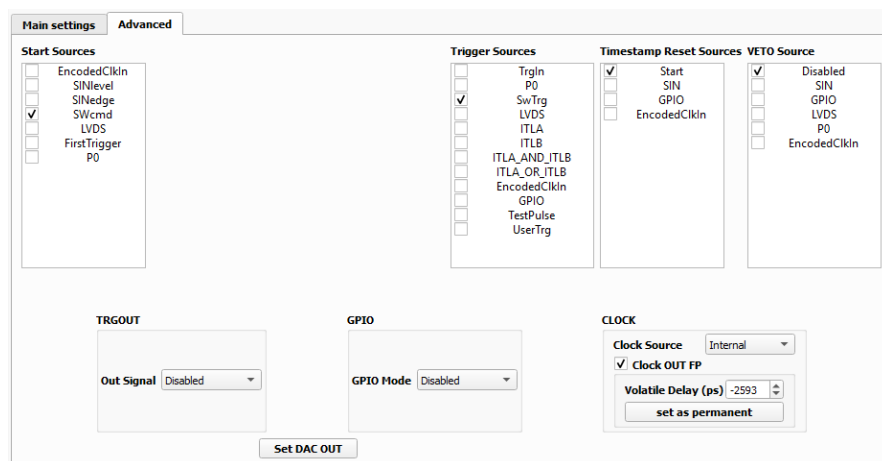 Main settings
Advanced
Start Sources
EncodedClkIn
SINlevel
SINedge
SWcmd
LVDS
FirstTrigger
P0
Trigger Sources
TrgIn
P0
SwTrg
LVDS
ITLA
ITLB
ITLA_AND_ITLB
ITLA_OR_ITLB
EncodedClkIn
GPIO
TestPulse
UserTrg
Timestamp Reset Sources
Start
SIN
GPIO
EncodedClkIn
VETO Source
Disabled
SIN
GPIO
LVDS
P0
EncodedClkIn
TRGOUT
Out Signal Disabled
GPIO
GPIO Mode Disabled
CLOCK
Clock Source Internal
Clock OUT FP
Volatile Delay (ps) -2593
set as permanent
Set DAC OUT